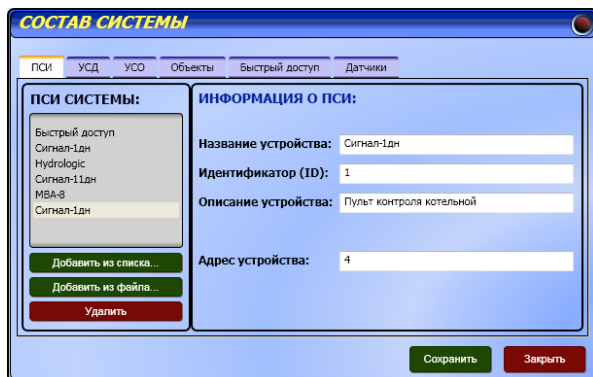 СОСТАВ СИСТЕМЫ
ПСИ УСД УСО Объекты Быстрый доступ Датчики
ПСИ СИСТЕМЫ:
Быстрый доступ
Сигнал-1дн
Hydrologic
Сигнал-11дн
МВА-8
Сигнал-1дн
Добавить из списка...
Добавить из файла...
Удалить
ИНФОРМАЦИЯ О ПСИ:
Название устройства: Сигнал-1дн
Идентификатор (ID): 1
Описание устройства: Пульт контроля котельной
Адрес устройства: 4
Сохранить Закрыть